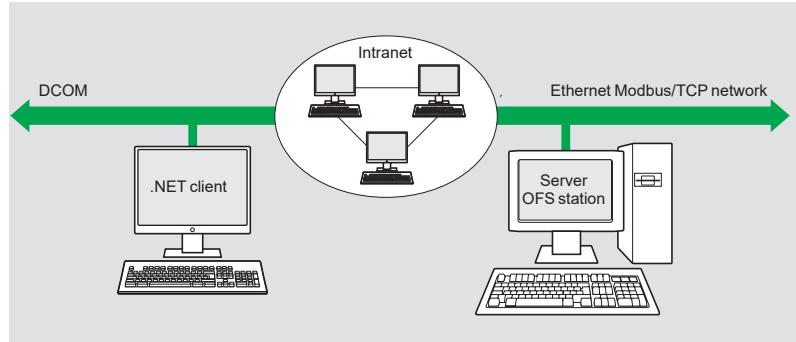 Intranet
DCOM
Ethernet Modbus/TCP network
.NET client
Server
OFS station